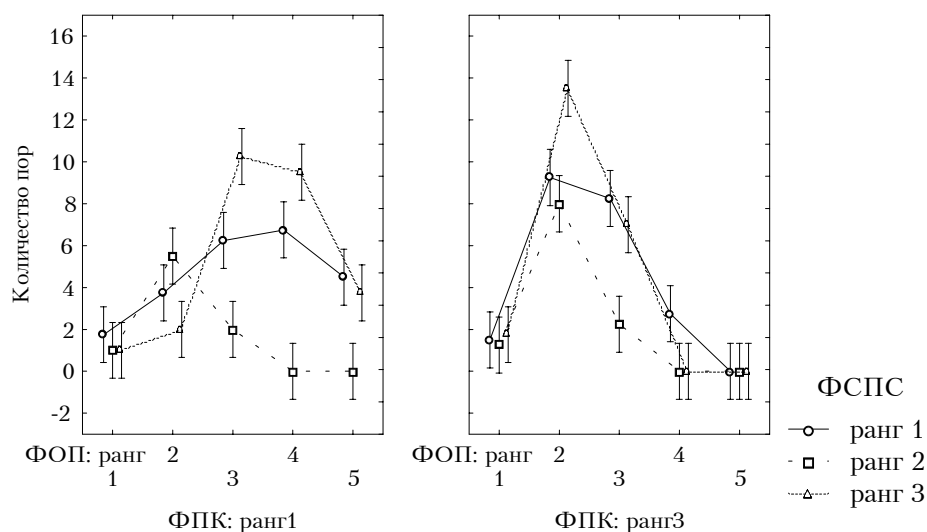 Количество пор
16
14
12
10
8
6
4
2
0
-2
ФОП: ранг 2 4
1 3 5
ФПК: ранг1
ФОП: ранг 2 4
1 3 5
ФПК: ранг3
ФСПС
ранг 1
ранг 2
ранг 3